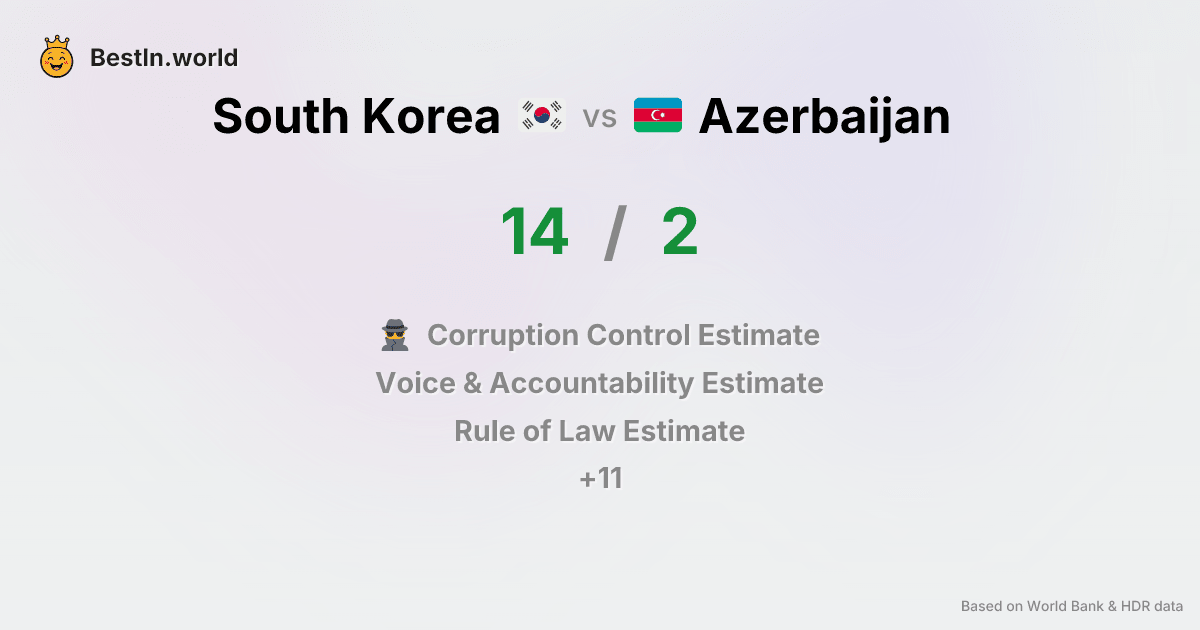 BestIn.world
South Korea vs Azerbaijan
14 / 2
Corruption Control Estimate
Voice & Accountability Estimate
Rule of Law Estimate
+11
Based on World Bank & HDR data